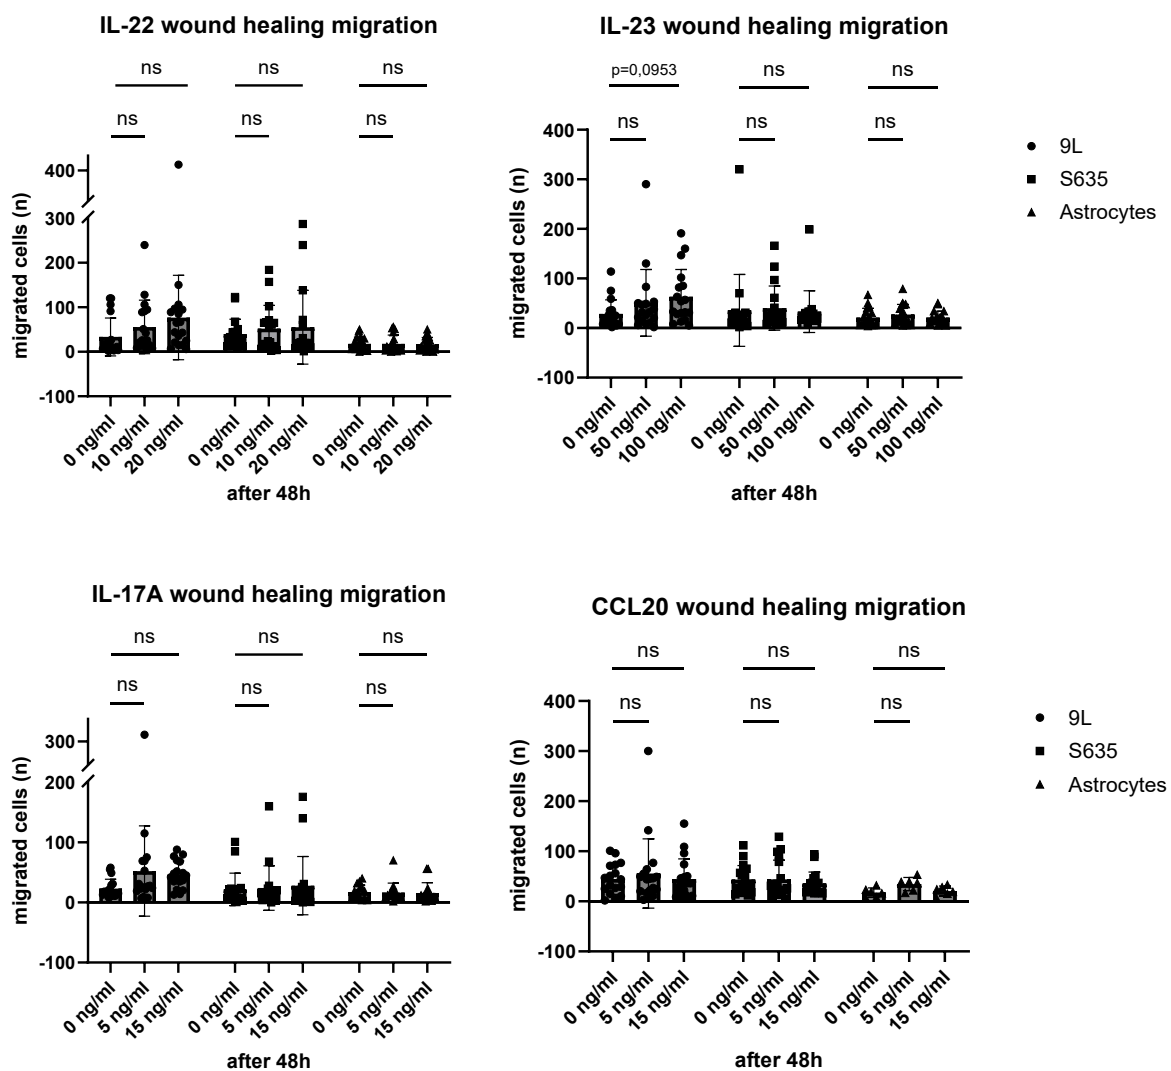 IL-22 wound healing migration
ns ns ns
ns ns ns
migrated cells (n)
400
300
200
100
0
-100
0 ng/ml 10 ng/ml 20 ng/ml 0 ng/ml 10 ng/ml 20 ng/ml 0 ng/ml 10 ng/ml 20 ng/ml
after 48h
IL-23 wound healing migration
p=0,0953 ns ns
ns ns ns
migrated cells (n)
400
300
200
100
0
-100
0 ng/ml 50 ng/ml 100 ng/ml 0 ng/ml 50 ng/ml 100 ng/ml 0 ng/ml 50 ng/ml 100 ng/ml
after 48h
9L
S635
Astrocytes
IL-17A wound healing migration
ns ns ns
ns ns ns
migrated cells (n)
300
200
100
0
-100
0 ng/ml 5 ng/ml 15 ng/ml 0 ng/ml 5 ng/ml 15 ng/ml 0 ng/ml 5 ng/ml 15 ng/ml
after 48h
CCL20 wound healing migration
ns ns ns
ns ns ns
migrated cells (n)
400
300
200
100
0
-100
0 ng/ml 5 ng/ml 15 ng/ml 0 ng/ml 5 ng/ml 15 ng/ml 0 ng/ml 5 ng/ml 15 ng/ml
after 48h
9L
S635
Astrocytes